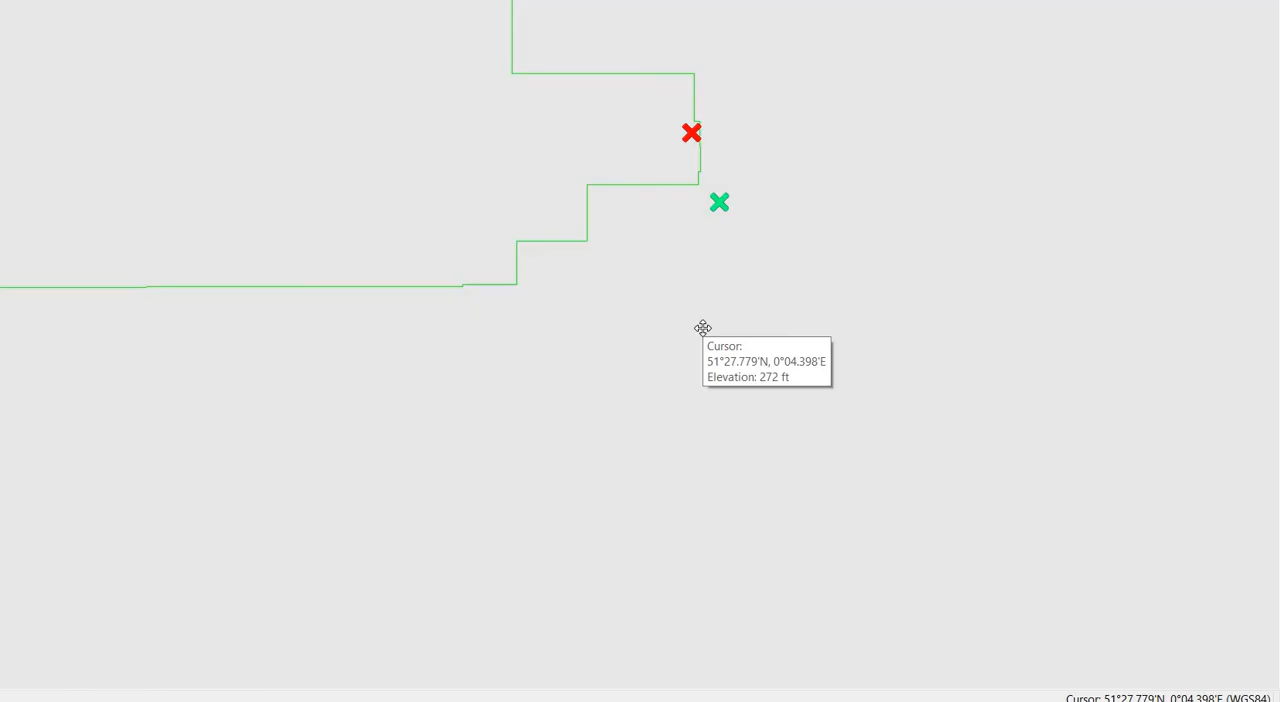 Cursor:
51°27.779'N, 0°04.398'E
Elevation: 272 ft
Cursor: 51°27.779'N, 0°04.398'E (WGS84)